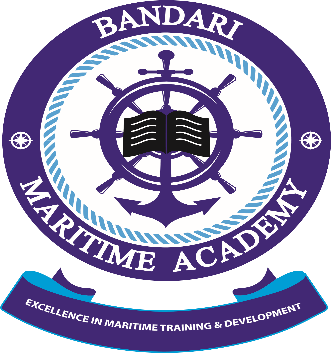 BANDARI
MARITIME ACADEMY
EXCELLENCE IN MARITIME TRAINING & DEVELOPMENT